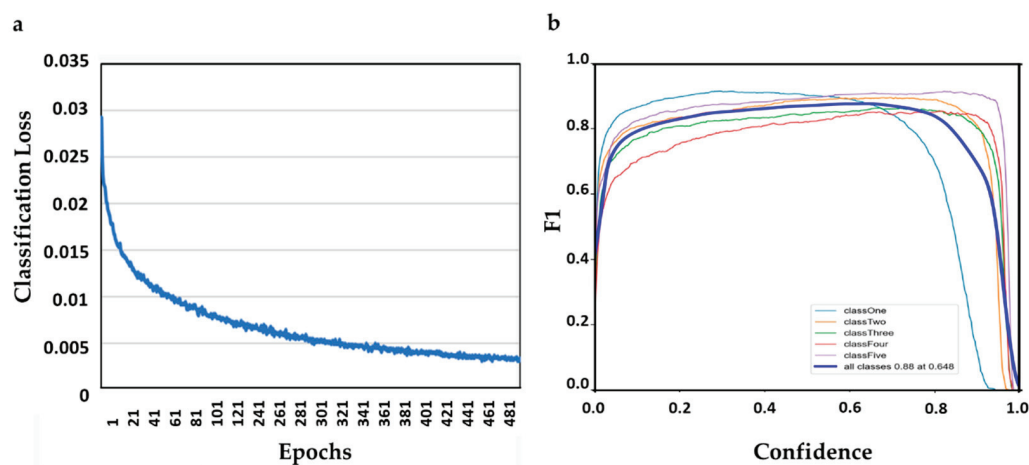 a
0.035
0.03
0.025
0.02
0.015
0.01
0.005
0
Classification Loss
1 21 41 61 81 101 121 241 261 281 301 321 341 361 381 401 421 441 461 481
Epochs
b
1.0
0.8
0.6
0.4
0.2
0.0
F1
classOne
classTwo
classThree
classFour
classFive
all classes 0.88 at 0.648
0.0 0.2 0.4 0.6 0.8 1.0
Confidence